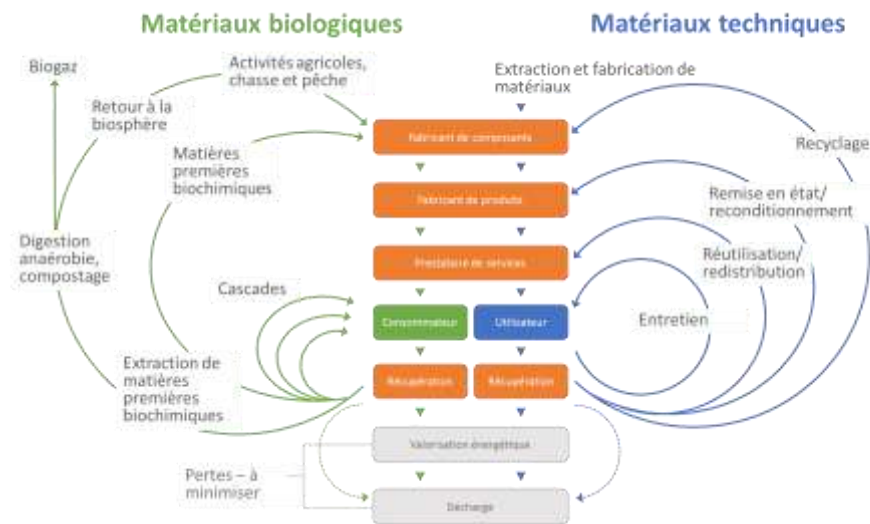 Matériaux biologiques
Matériaux techniques
Biogaz
Activités agricoles,
chasse et pêche
Extraction et fabrication de
matériaux
Retour à la
biosphère
Fabricant de composants
Recyclage
Matières
premières
biochimiques
Fabricant de produits
Remise en état/
reconditionnement
Digestion
anaérobie,
compostage
Prestataire de services
Réutilisation/
redistribution
Cascades
Consommateur
Utilisateur
Entretien
Extraction de
matières
premières
biochimiques
Récupération
Récupération
Valorisation énergétique
Pertes – à
minimiser
Décharge